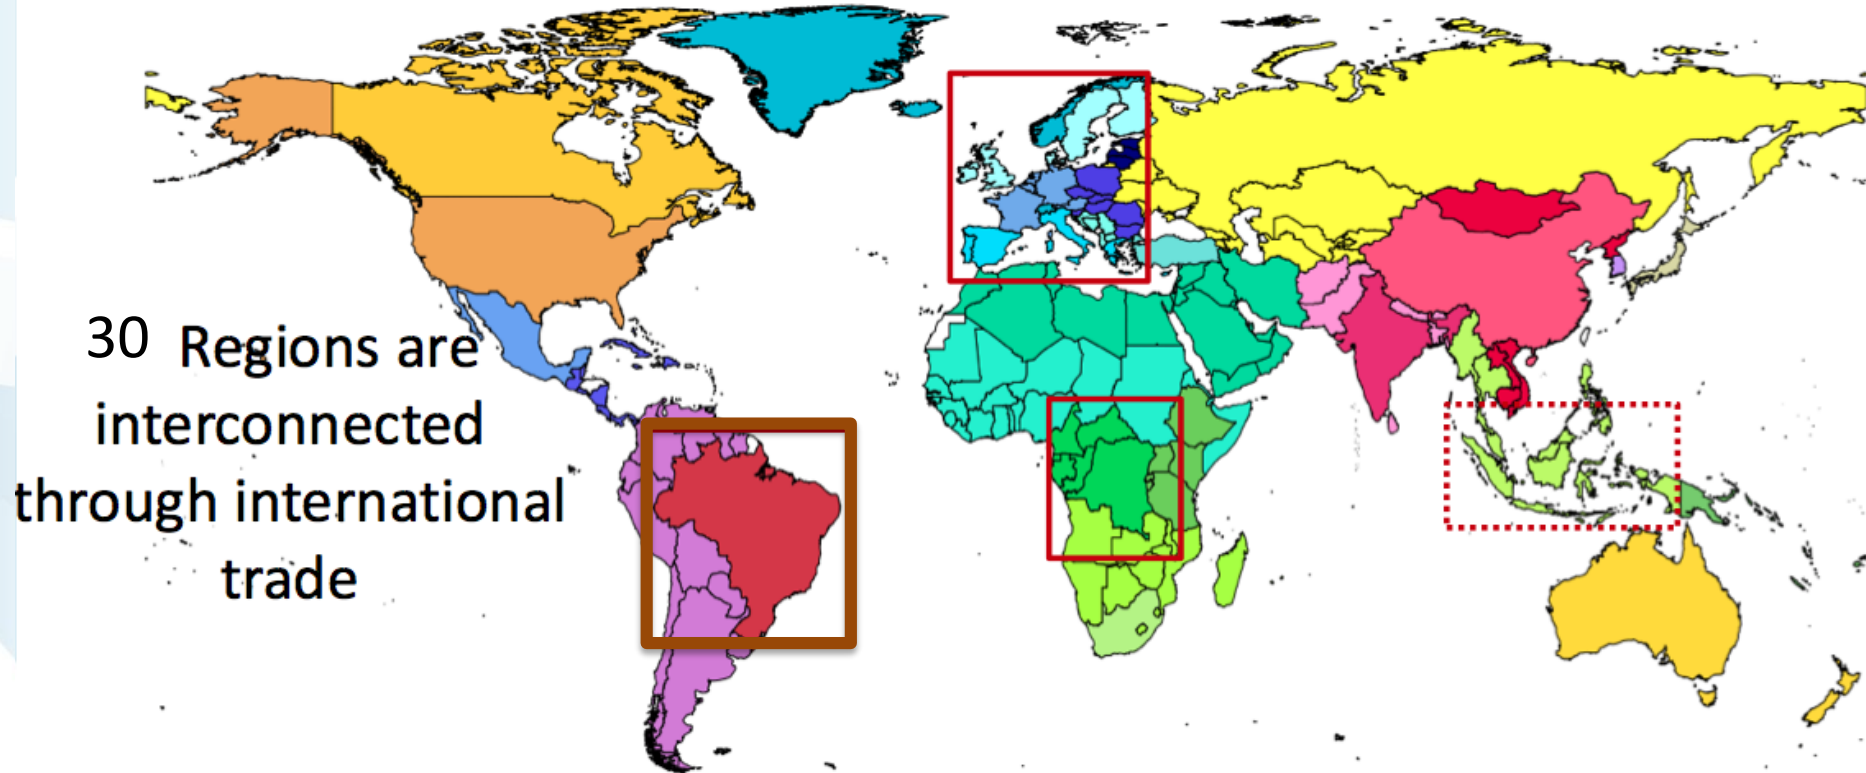 30 Regions are
interconnected
through international
trade